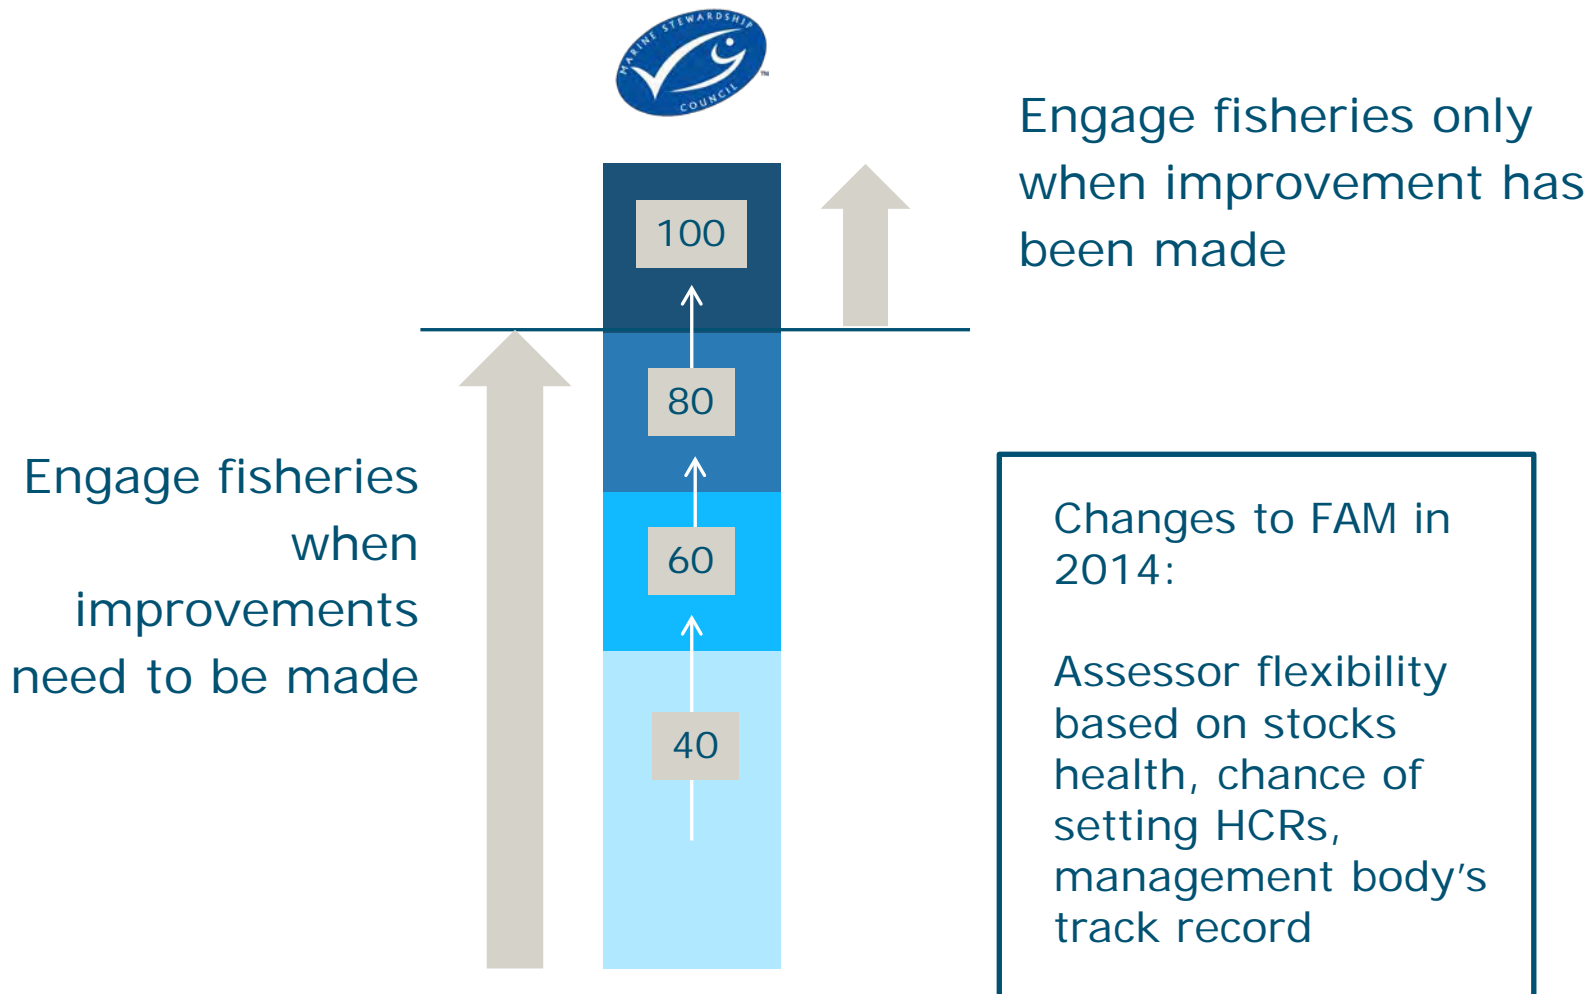 MARINE STEWARDSHIP
COUNCIL
TM
Engage fisheries only
when improvement has
been made
100
80
60
40
Engage fisheries
when
improvements
need to be made
Changes to FAM in
2014:
Assessor flexibility
based on stocks
health, chance of
setting HCRs,
management body’s
track record